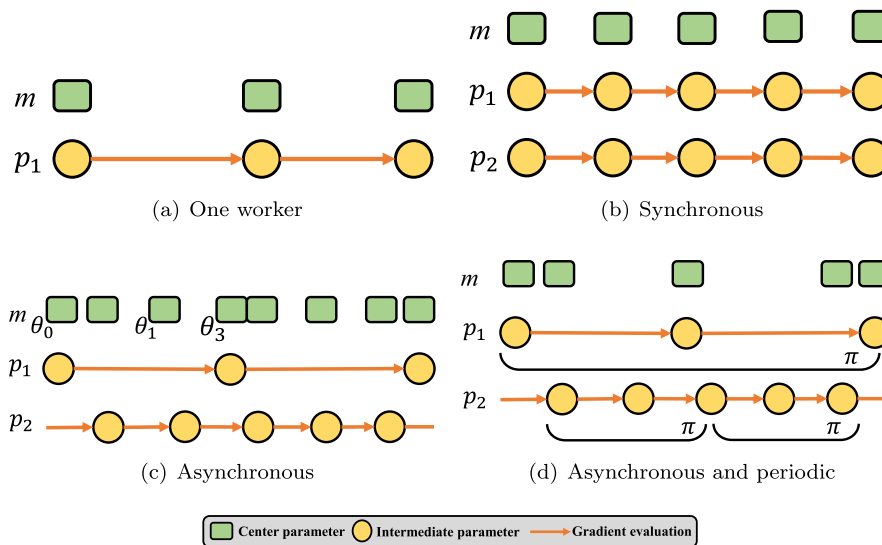 m
p₁
(a) One worker
m
p₁
p₂
(b) Synchronous
m
θ₀ θ₁ θ₃
p₁
p₂
(c) Asynchronous
m
p₁
π
p₂
π π
(d) Asynchronous and periodic
Center parameter Intermediate parameter Gradient evaluation